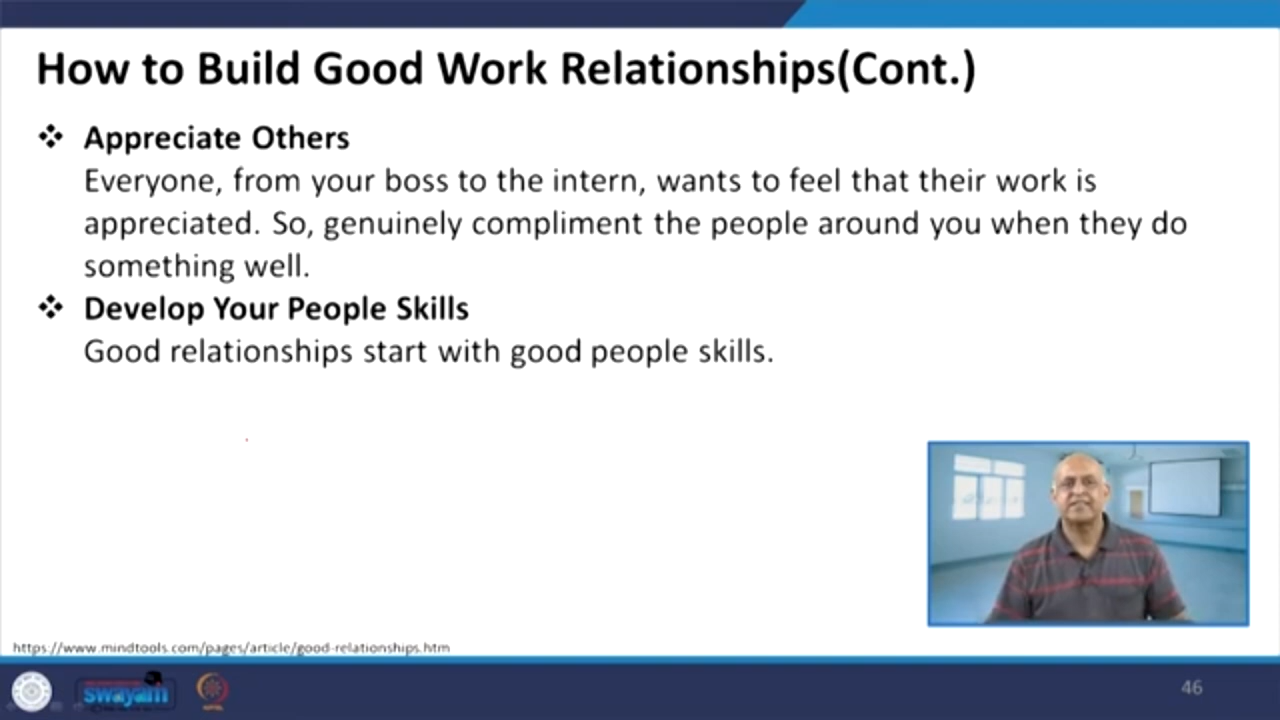 How to Build Good Work Relationships(Cont.)
❖ Appreciate Others
Everyone, from your boss to the intern, wants to feel that their work is
appreciated. So, genuinely compliment the people around you when they do
something well.
❖ Develop Your People Skills
Good relationships start with good people skills.
https://www.mindtools.com/pages/article/good-relationships.htm
swayam
46